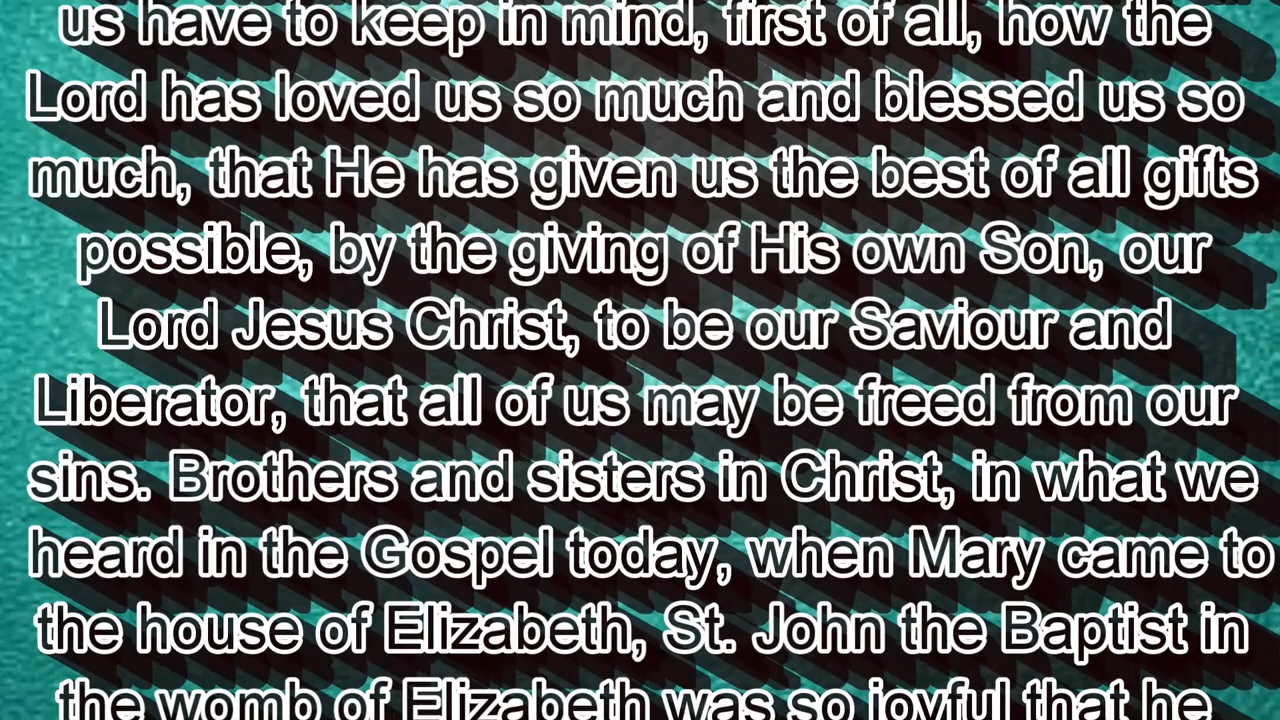 us have to keep in mind, first of all, how the
Lord has loved us so much and blessed us so
much, that He has given us the best of all gifts
possible, by the giving of His own Son, our
Lord Jesus Christ, to be our Saviour and
Liberator, that all of us may be freed from our
sins. Brothers and sisters in Christ, in what we
heard in the Gospel today, when Mary came to
the house of Elizabeth, St. John the Baptist in
the womb of Elizabeth was so joyful that he